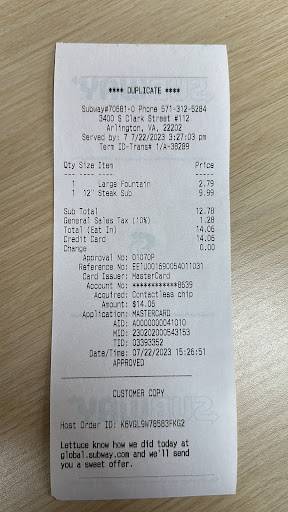 **** DUPLICATE ****
Subway#70681-0 Phone 571-312-5284
3400 S Clark Street #112
Arlington, VA, 22202
Served by: 7 7/22/2023 3:27:03 pm
Term ID-Trans# 1/A-38289
Qty Size Item Price
1 Large Fountain 2.79
1 12" Steak Sub 9.99
Sub Total 12.78
General Sales Tax (10%) 1.28
Total (Eat In) 14.06
Credit Card 14.06
Change 0.00
Approval No: 01070P
Reference No: EE1U001690054011031
Card Issuer: MasterCard
Account No: ************8639
Acquired: Contactless chip
Amount: $14.06
Application: MASTERCARD
AID: A0000000041010
MID: 230202000543153
TID: 03393352
Date/Time: 07/22/2023 15:26:51
APPROVED
CUSTOMER COPY
Host Order ID: K6VGL9W78583FKG2
Lettuce know how we did today at
global.subway.com and we'll send
you a sweet offer.